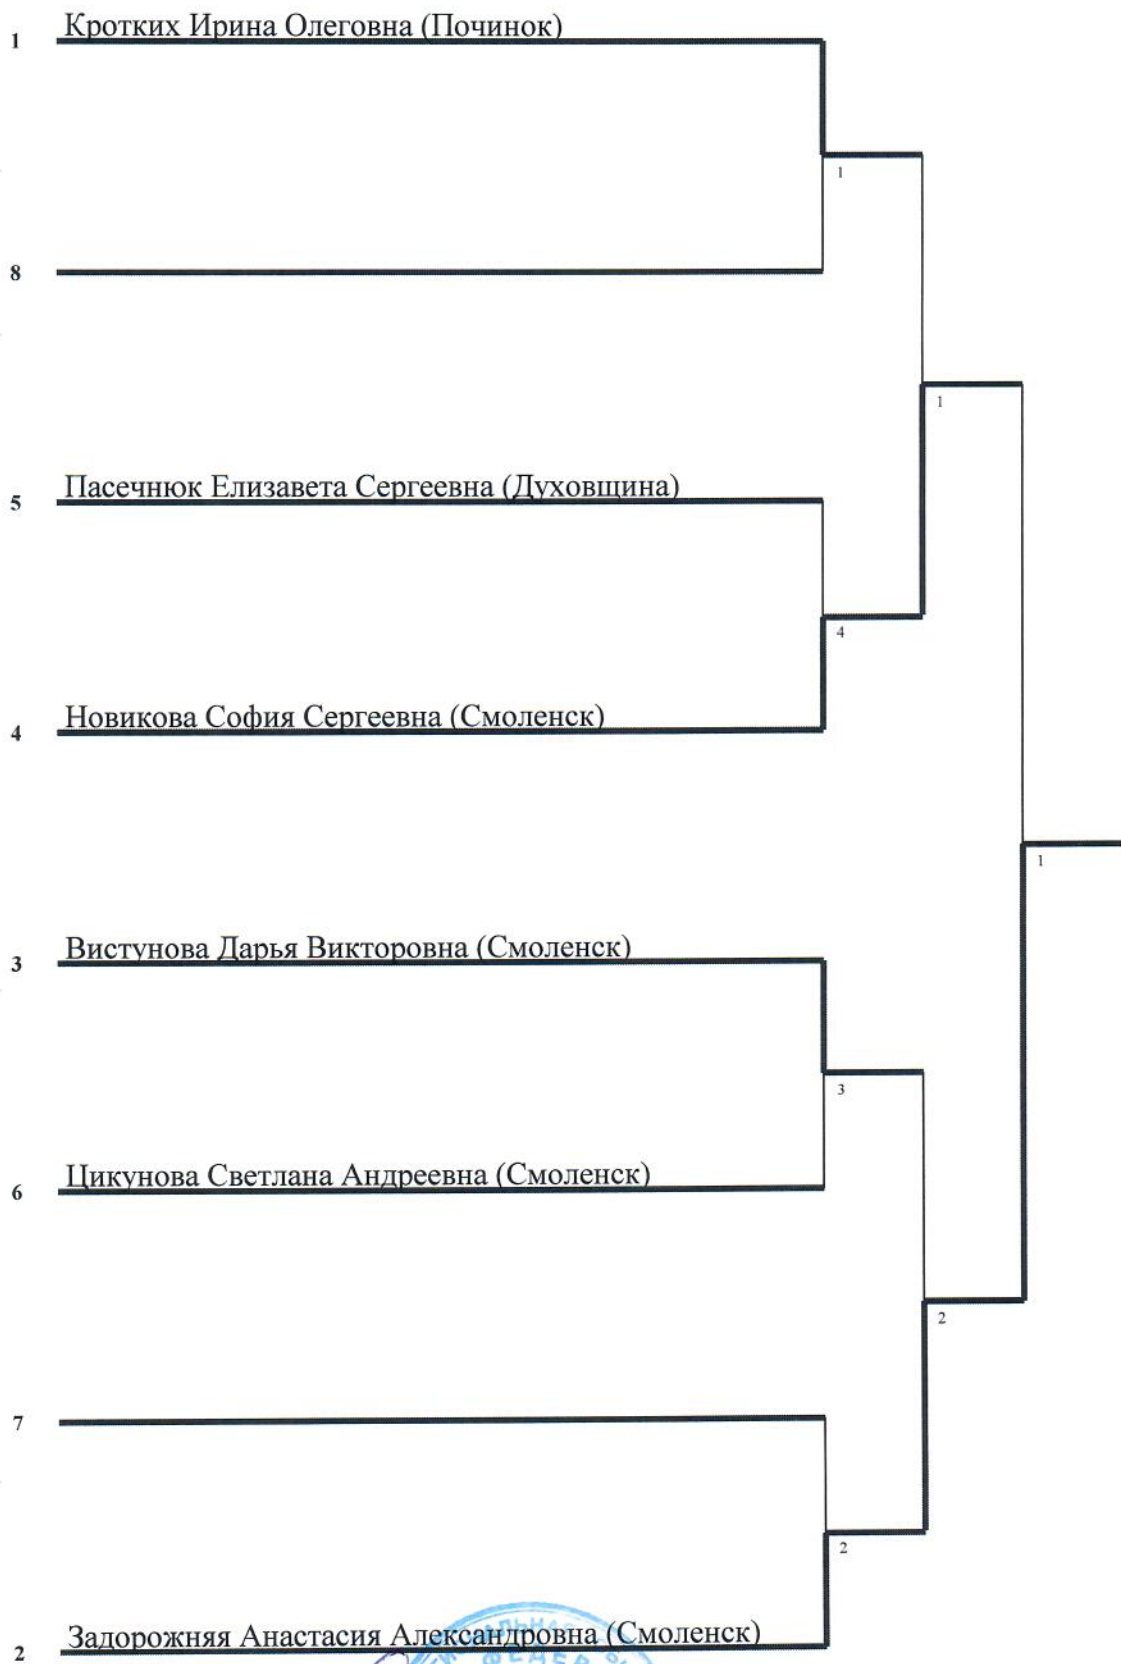 1 Кротких Ирина Олеговна (Починок)
1
8
1
5 Пасечнюк Елизавета Сергеевна (Духовщина)
4
4 Новикова София Сергеевна (Смоленск)
1
3 Вистунова Дарья Викторовна (Смоленск)
3
6 Цикунова Светлана Андреевна (Смоленск)
2
7
2
2 Задорожняя Анастасия Александровна (Смоленск)